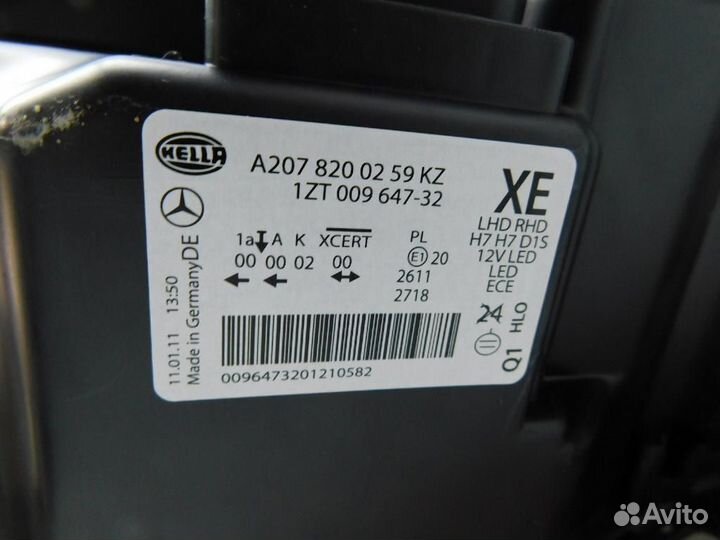 HELLA
A207 820 02 59 KZ
1ZT 009 647-32
XE
LHD RHD
H7 H7 D1S
12V LED
LED
ECE
1a A K XCERT PL
00 00 02 00 E1 20
2611
2718
24
Q1 HLO
DE
11.01.11 13:50
Made in Germany
0096473201210582
Avito